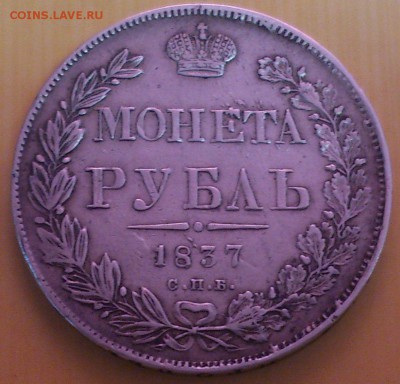 COINS.LAVE.RU
МОНЕТА
РУБЛЬ
1837
С.П.Б.